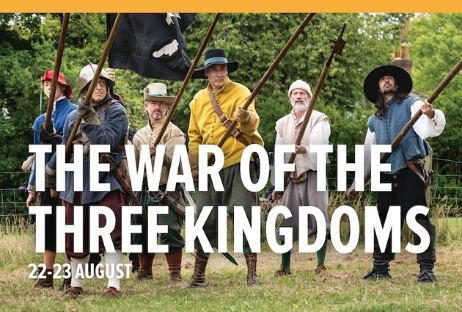 THE WAR OF THE
THREE KINGDOMS
22-23 AUGUST